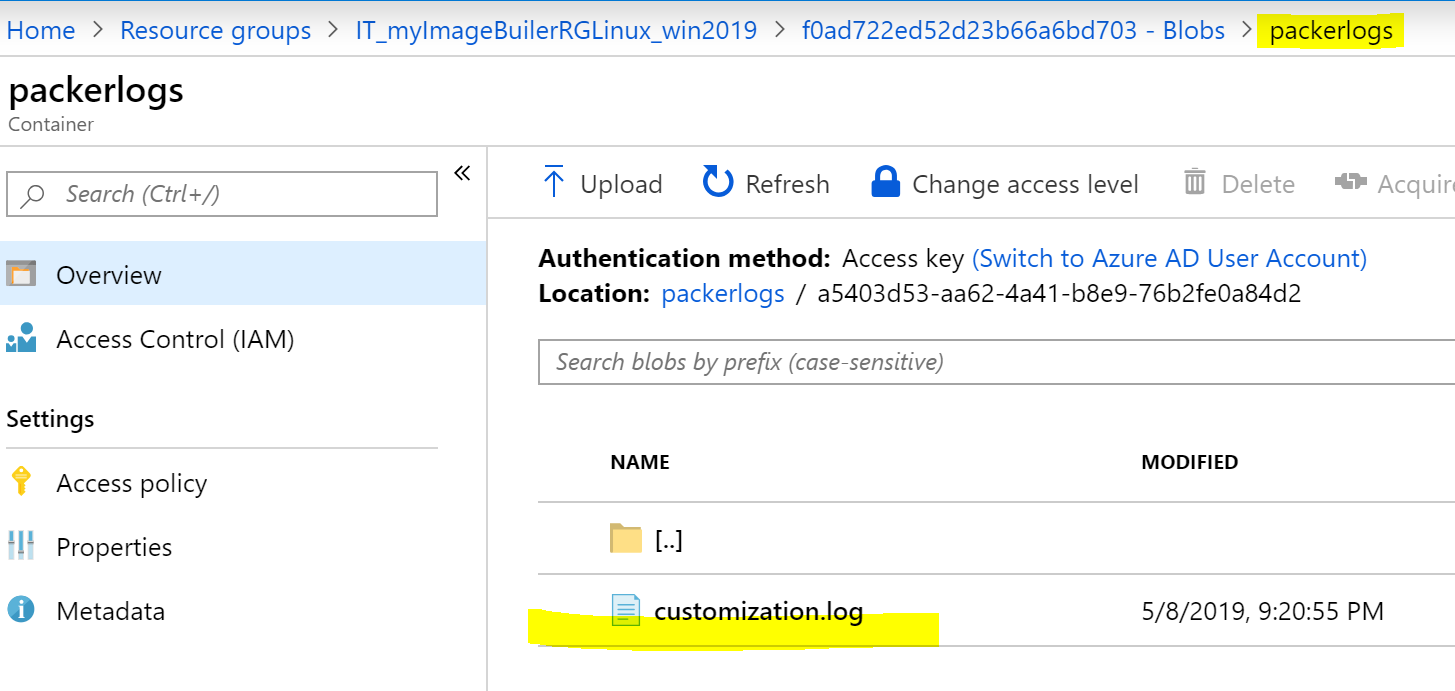 Home > Resource groups > IT_myImageBuilerRGLinux_win2019 > f0ad722ed52d23b66a6bd703 - Blobs > packerlogs
packerlogs
Container
Search (Ctrl+/)
«
Overview
Access Control (IAM)
Settings
Access policy
Properties
Metadata
Upload Refresh Change access level Delete Acquir
Authentication method: Access key (Switch to Azure AD User Account)
Location: packerlogs / a5403d53-aa62-4a41-b8e9-76b2fe0a84d2
Search blobs by prefix (case-sensitive)
NAME MODIFIED
[..]
customization.log 5/8/2019, 9:20:55 PM